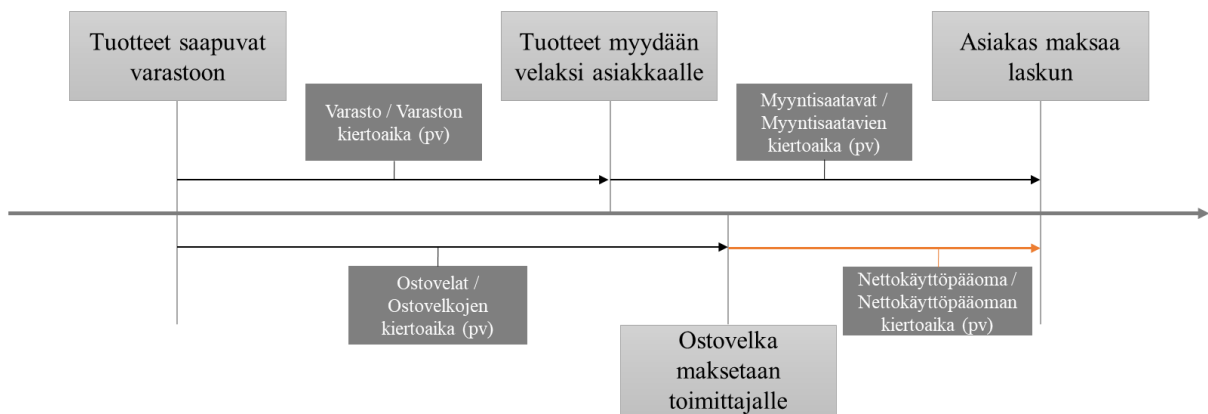 Tuotteet saapuvat
varastoon
Tuotteet myydään
velaksi asiakkaalle
Asiakas maksaa
laskun
Varasto / Varaston
kiertoaika (pv)
Myyntisaatavat /
Myyntisaatavien
kiertoaika (pv)
Ostovelat /
Ostovelkojen
kiertoaika (pv)
Nettokäyttöpääoma /
Nettokäyttöpääoman
kiertoaika (pv)
Ostovelka
maksetaan
toimittajalle